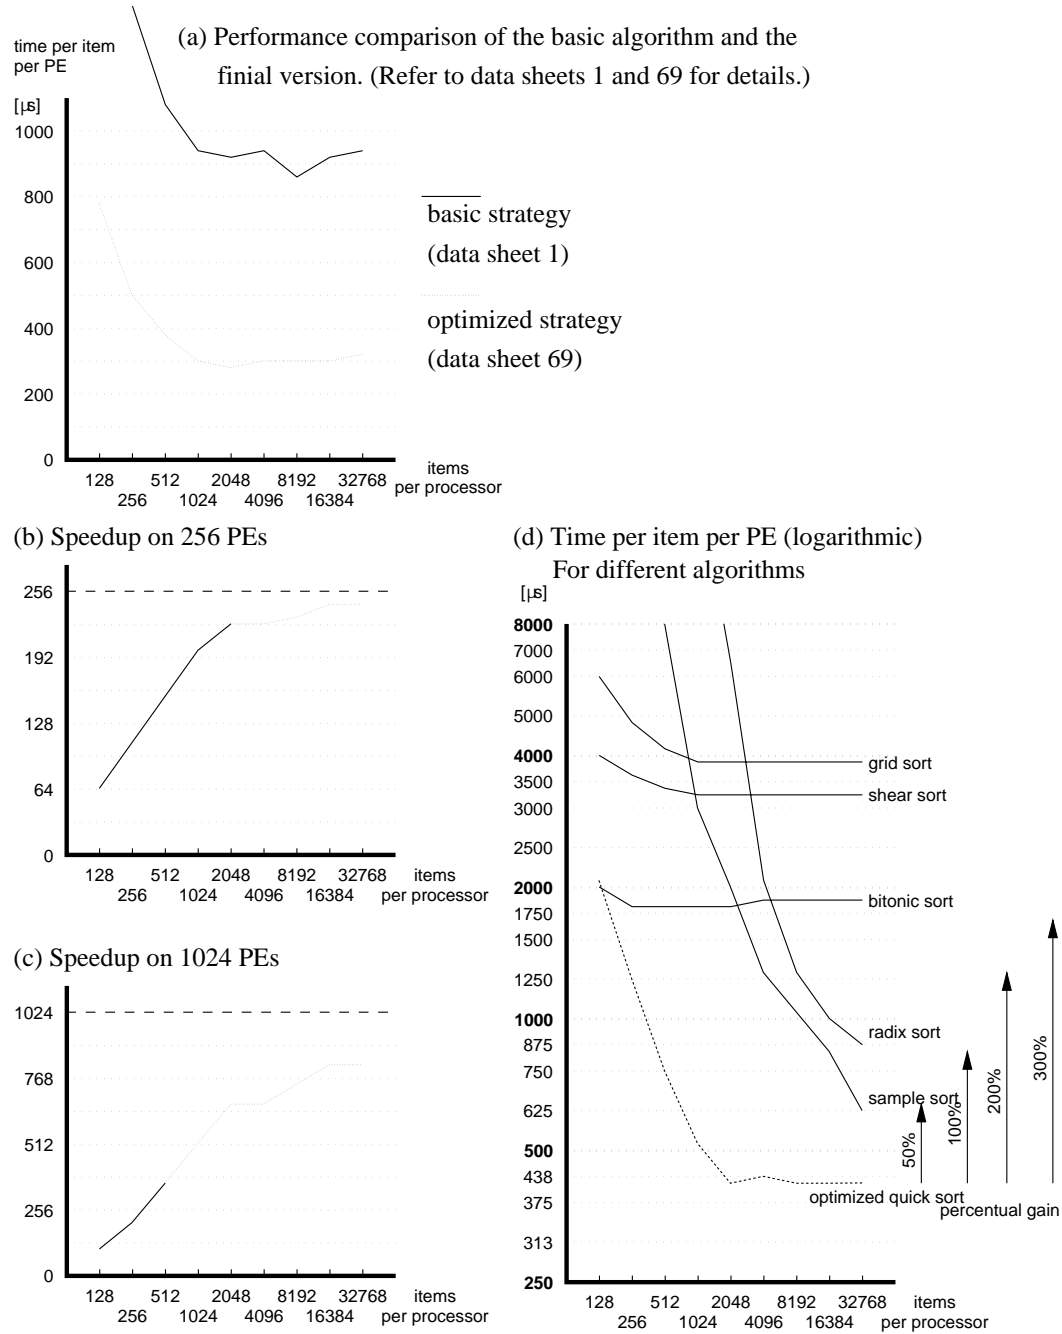 (a) Performance comparison of the basic algorithm and the
finial version. (Refer to data sheets 1 and 69 for details.)
time per item
per PE
[µs]
1000
800
600
400
200
0
128 512 2048 8192 32768
256 1024 4096 16384
items
per processor
basic strategy
(data sheet 1)
optimized strategy
(data sheet 69)
(b) Speedup on 256 PEs
256
192
128
64
0
128 512 2048 8192 32768
256 1024 4096 16384
items
per processor
(c) Speedup on 1024 PEs
1024
768
512
256
0
128 512 2048 8192 32768
256 1024 4096 16384
items
per processor
(d) Time per item per PE (logarithmic)
For different algorithms
[µs]
8000
7000
6000
5000
4000
3500
3000
2500
2000
1750
1500
1250
1000
875
750
625
500
438
375
313
250
grid sort
shear sort
bitonic sort
radix sort
sample sort
optimized quick sort
50%
100%
200%
300%
percentual gain
128 512 2048 8192 32768
256 1024 4096 16384
items
per processor